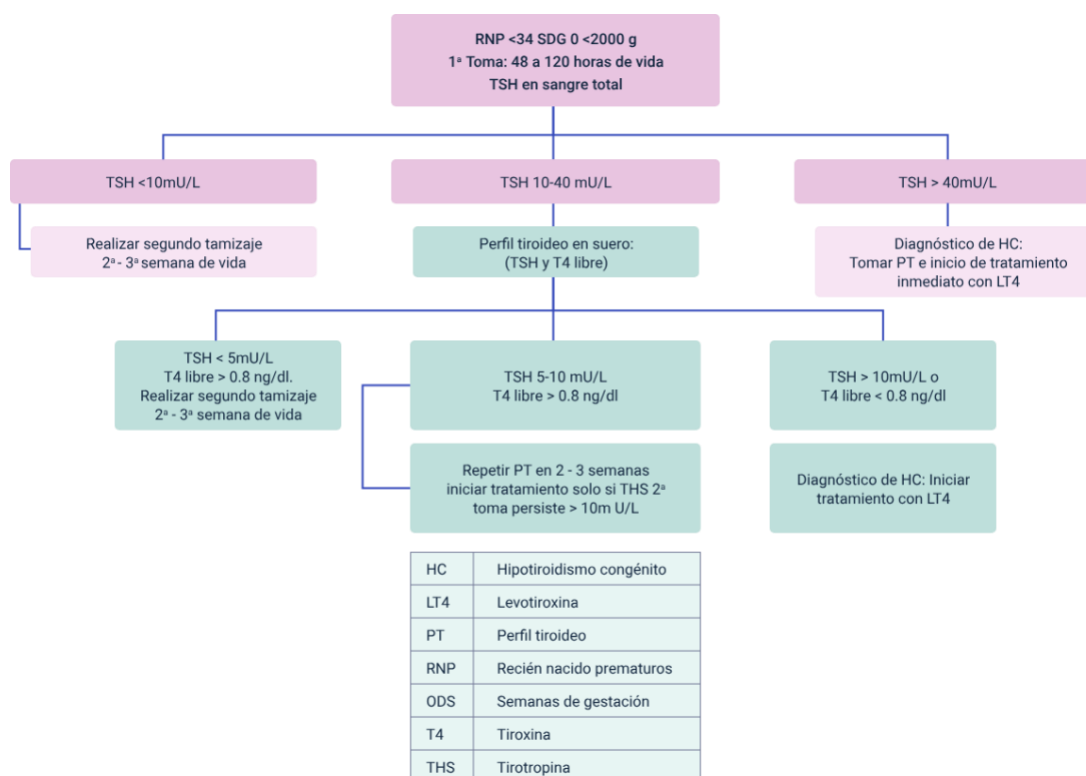 RNP <34 SDG 0 <2000 g
1ª Toma: 48 a 120 horas de vida
TSH en sangre total
TSH <10mU/L
TSH 10-40 mU/L
TSH > 40mU/L
Realizar segundo tamizaje
2ª - 3ª semana de vida
Perfil tiroideo en suero:
(TSH y T4 libre)
Diagnóstico de HC:
Tomar PT e inicio de tratamiento
inmediato con LT4
TSH < 5mU/L
T4 libre > 0.8 ng/dl.
Realizar segundo tamizaje
2ª - 3ª semana de vida
TSH 5-10 mU/L
T4 libre > 0.8 ng/dl
TSH > 10mU/L o
T4 libre < 0.8 ng/dl
Repetir PT en 2 - 3 semanas
iniciar tratamiento solo si THS 2ª
toma persiste > 10m U/L
Diagnóstico de HC: Iniciar
tratamiento con LT4
HC Hipotiroidismo congénito
LT4 Levotiroxina
PT Perfil tiroideo
RNP Recién nacido prematuros
ODS Semanas de gestación
T4 Tiroxina
THS Tirotropina